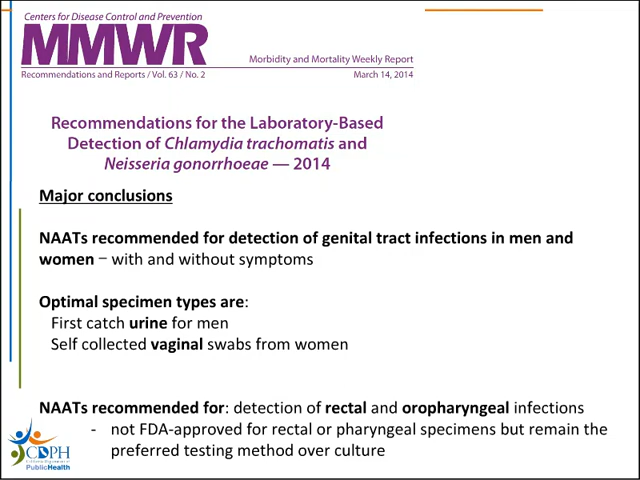 Centers for Disease Control and Prevention
MMWR
Morbidity and Mortality Weekly Report
Recommendations and Reports / Vol. 63 / No. 2
March 14, 2014
Recommendations for the Laboratory-Based
Detection of Chlamydia trachomatis and
Neisseria gonorrhoeae — 2014
Major conclusions
NAATs recommended for detection of genital tract infections in men and
women – with and without symptoms
Optimal specimen types are:
First catch urine for men
Self collected vaginal swabs from women
NAATs recommended for: detection of rectal and oropharyngeal infections
- not FDA-approved for rectal or pharyngeal specimens but remain the
preferred testing method over culture
CDPH
PublicHealth